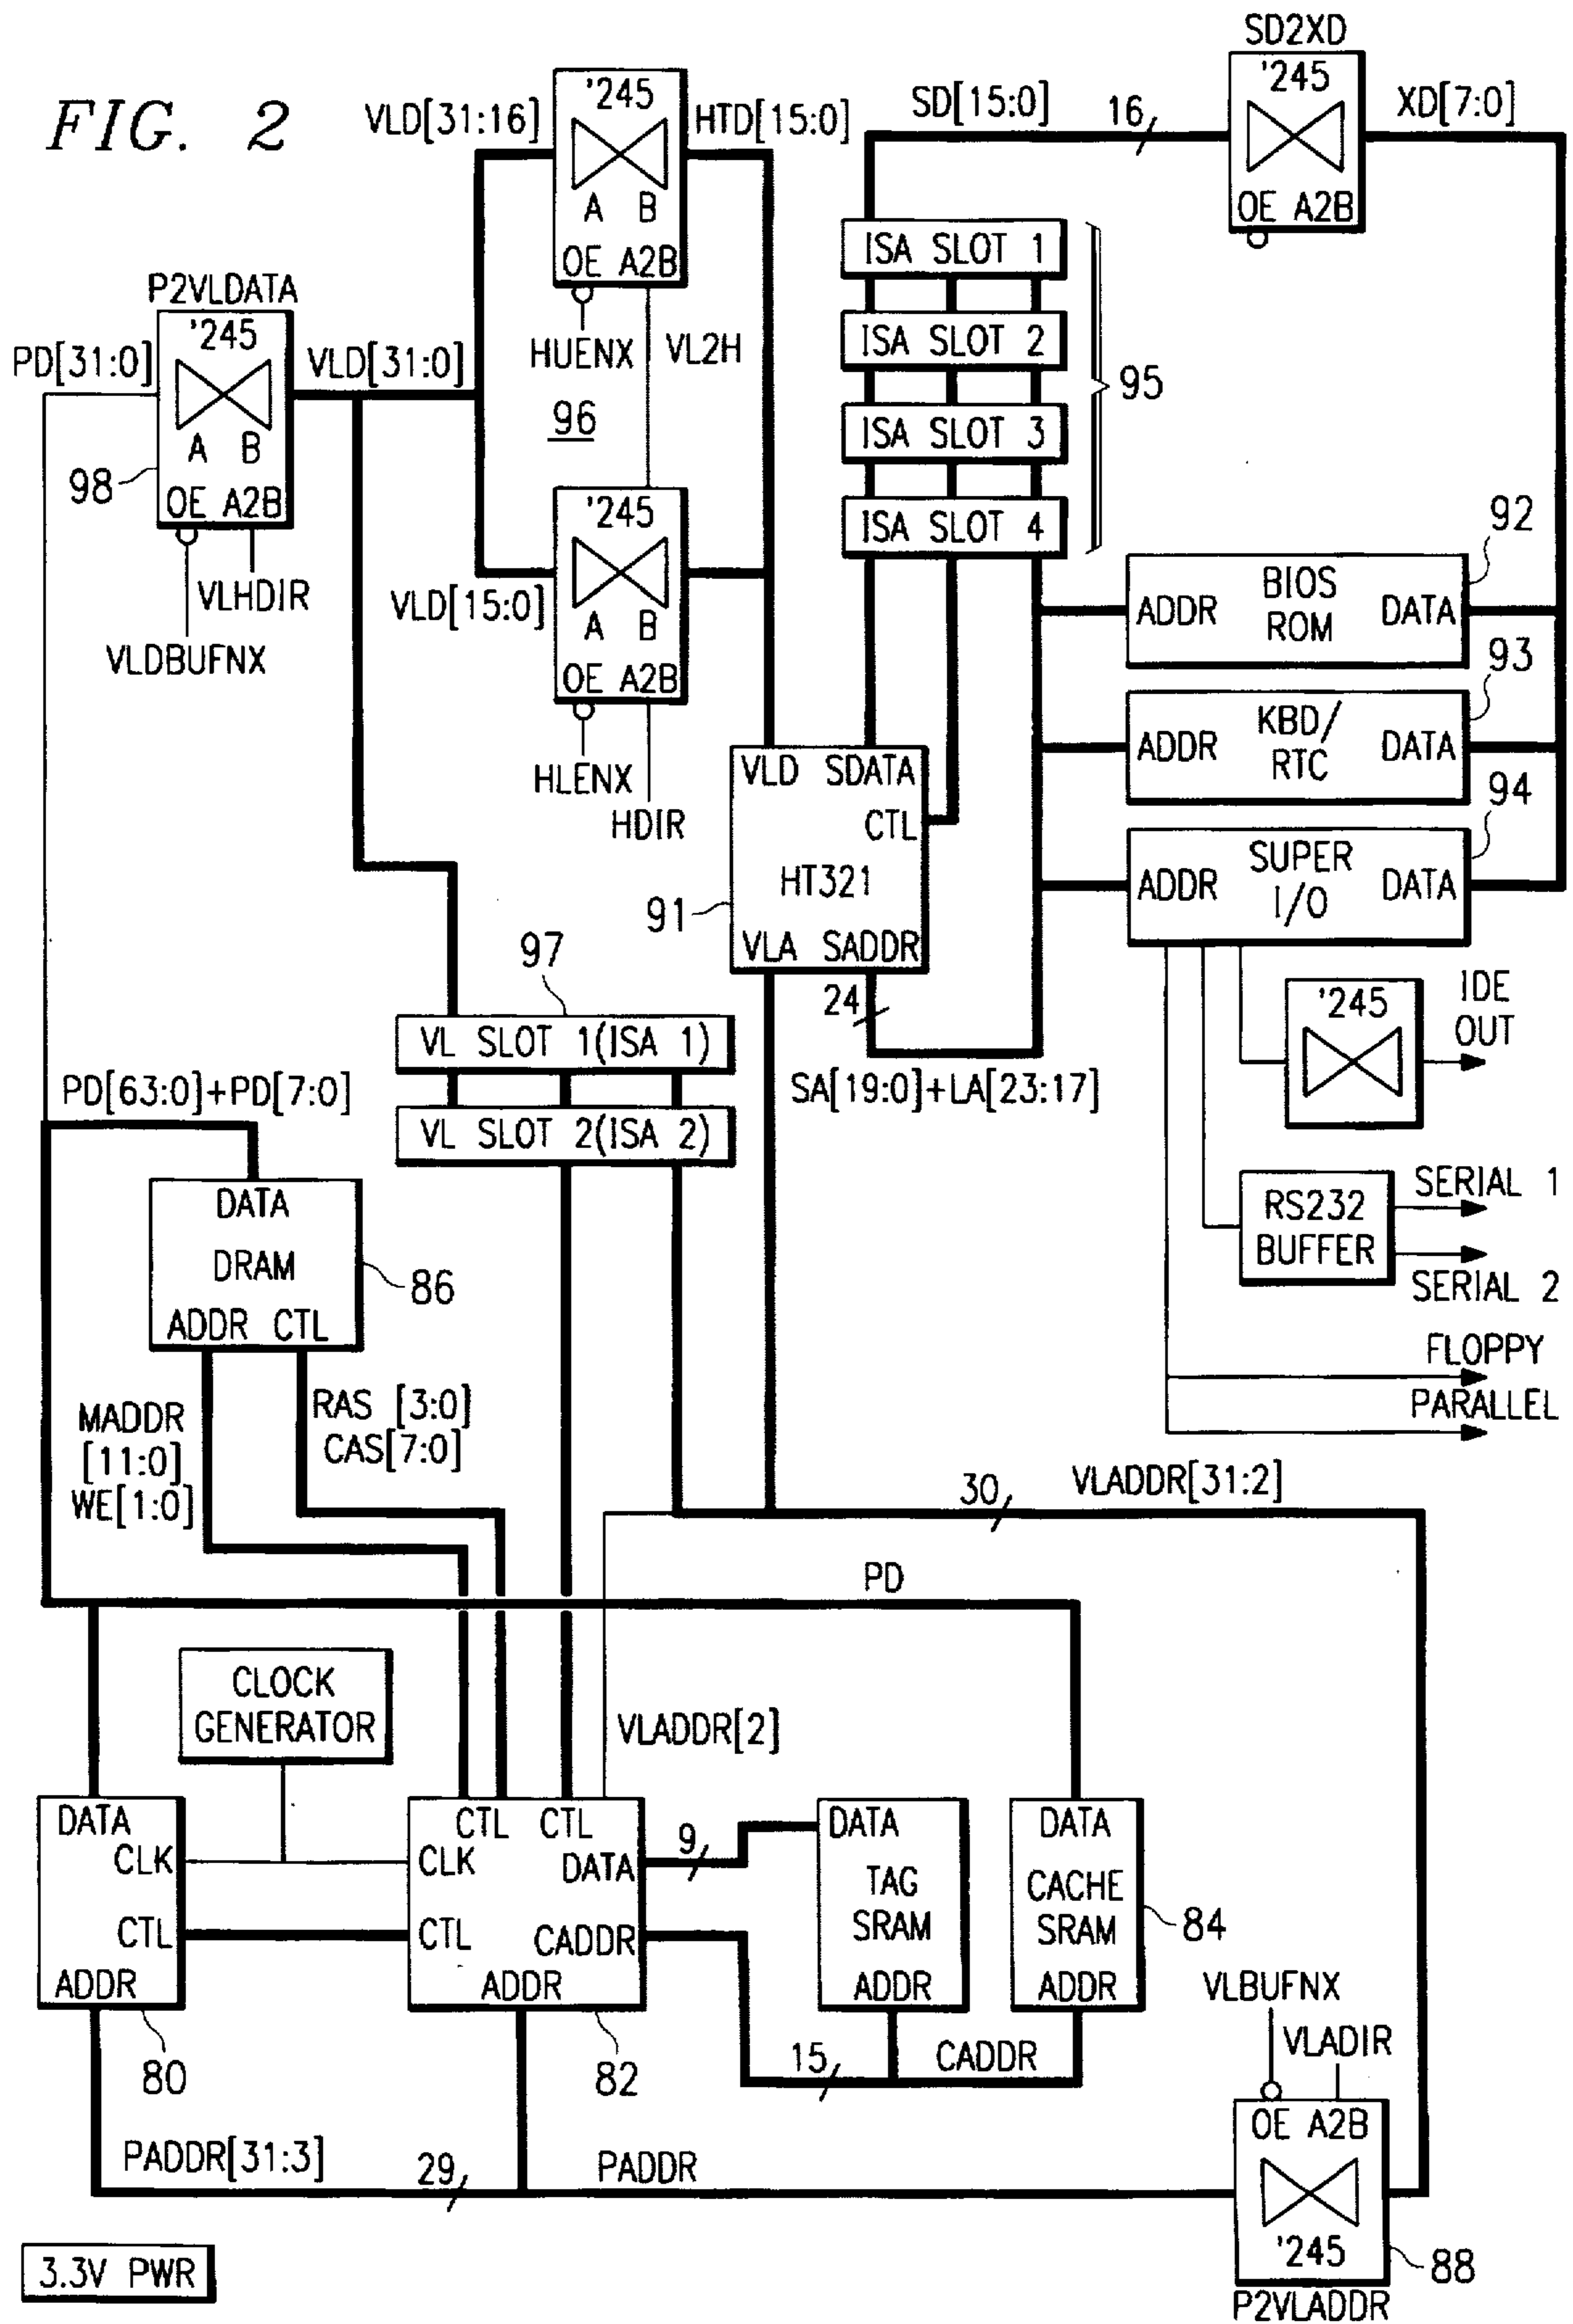 FIG. 2
SD2XD
'245
OE A2B
SD[15:0]
16
XD[7:0]
VLD[31:16]
'245
A B
OE A2B
HTD[15:0]
HUENX
VL2H
96
P2VLDATA
'245
A B
OE A2B
PD[31:0]
VLD[31:0]
98
VLHDIR
VLDBUFNX
VLD[15:0]
'245
A B
OE A2B
HLENX
HDIR
ISA SLOT 1
ISA SLOT 2
ISA SLOT 3
ISA SLOT 4
95
92
BIOS
ROM
ADDR
DATA
93
KBD/
RTC
ADDR
DATA
94
SUPER
I/O
ADDR
DATA
VLD SDATA
CTL
HT321
VLA SADDR
91
24
SA[19:0]+LA[23:17]
97
VL SLOT 1(ISA 1)
VL SLOT 2(ISA 2)
'245
IDE
OUT
RS232
BUFFER
SERIAL 1
SERIAL 2
FLOPPY
PARALLEL
PD[63:0]+PD[7:0]
DATA
DRAM
ADDR CTL
86
MADDR
[11:0]
WE[1:0]
RAS [3:0]
CAS[7:0]
30
VLADDR[31:2]
PD
CLOCK
GENERATOR
VLADDR[2]
DATA
CLK
CTL
ADDR
80
CTL CTL
CLK
DATA
CTL
CADDR
ADDR
82
9
DATA
TAG
SRAM
ADDR
DATA
CACHE
SRAM
ADDR
84
15
CADDR
VLBUFNX
VLADIR
OE A2B
'245
88
P2VLADDR
PADDR[31:3]
29
PADDR
3.3V PWR